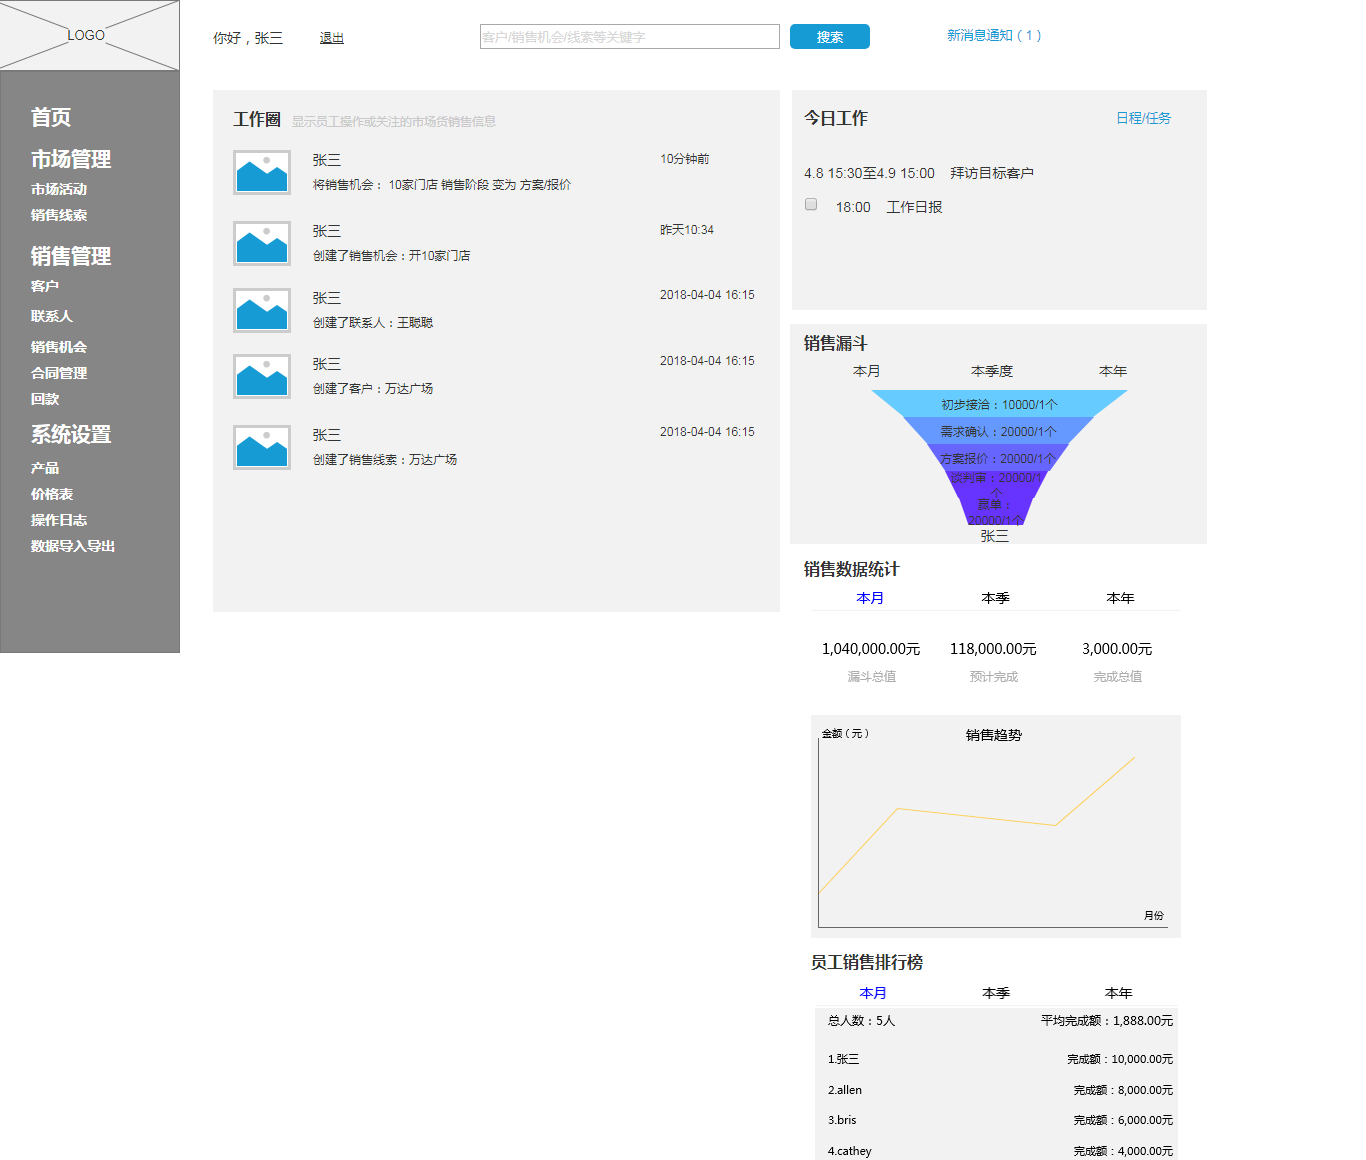 LOGO
你好，张三
退出
客户/销售机会/线索等关键字
搜索
新消息通知（1）
首页
市场管理
市场活动
销售线索
销售管理
客户
联系人
销售机会
合同管理
回款
系统设置
产品
价格表
操作日志
数据导入导出
工作圈 显示员工操作或关注的市场货销售信息
张三 10分钟前
将销售机会： 10家门店 销售阶段 变为 方案/报价
张三 昨天10:34
创建了销售机会：开10家门店
张三 2018-04-04 16:15
创建了联系人：王聪聪
张三 2018-04-04 16:15
创建了客户：万达广场
张三 2018-04-04 16:15
创建了销售线索：万达广场
今日工作 日程/任务
4.8 15:30至4.9 15:00 拜访目标客户
18:00 工作日报
销售漏斗
本月 本季度 本年
初步接洽：10000/1个
需求确认：20000/1个
方案报价：20000/1个
谈判审：20000/1
个
赢单：
20000/1个
张三
销售数据统计
本月 本季 本年
1,040,000.00元 118,000.00元 3,000.00元
漏斗总值 预计完成 完成总值
金额（元） 销售趋势
月份
员工销售排行榜
本月 本季 本年
总人数：5人 平均完成额：1,888.00元
1.张三 完成额：10,000.00元
2.allen 完成额：8,000.00元
3.bris 完成额：6,000.00元
4.cathey 完成额：4,000.00元